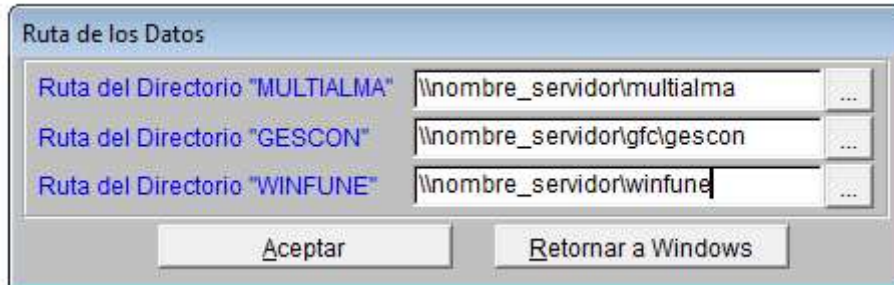 Ruta de los Datos
Ruta del Directorio "MULTIALMA" \\nombre_servidor\multialma ...
Ruta del Directorio "GESCON" \\nombre_servidor\gfc\gescon ...
Ruta del Directorio "WINFUNE" \\nombre_servidor\winfune ...
Aceptar Retornar a Windows